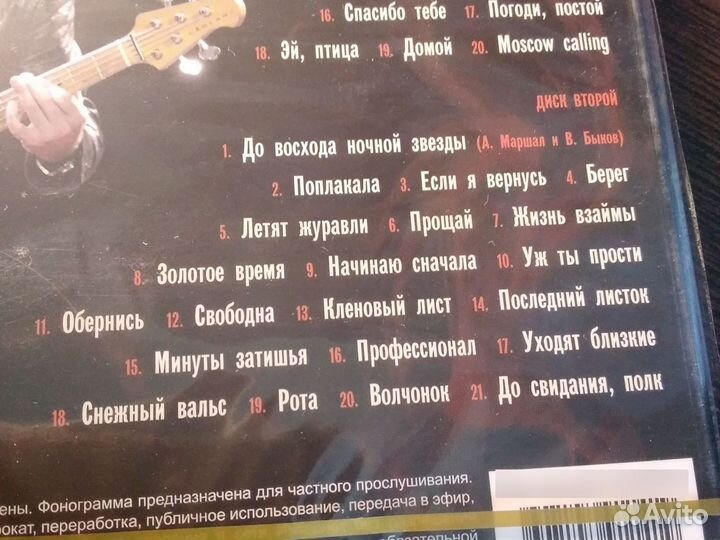 16. Спасибо тебе 17. Погоди, постой
18. Эй, птица 19. Домой 20. Moscow calling
ДИСК ВТОРОЙ
1. До восхода ночной звезды (А. Маршал и В. Быков)
2. Поплакала 3. Если я вернусь 4. Берег
5. Летят журавли 6. Прощай 7. Жизнь взаймы
8. Золотое время 9. Начинаю сначала 10. Уж ты прости
11. Обернись 12. Свободна 13. Кленовый лист 14. Последний листок
15. Минуты затишья 16. Профессионал 17. Уходят близкие
18. Снежный вальс 19. Рота 20. Волчонок 21. До свидания, полк
ены. Фонограмма предназначена для частного прослушивания.
рокат, переработка, публичное использование, передача в эфир,
Avito